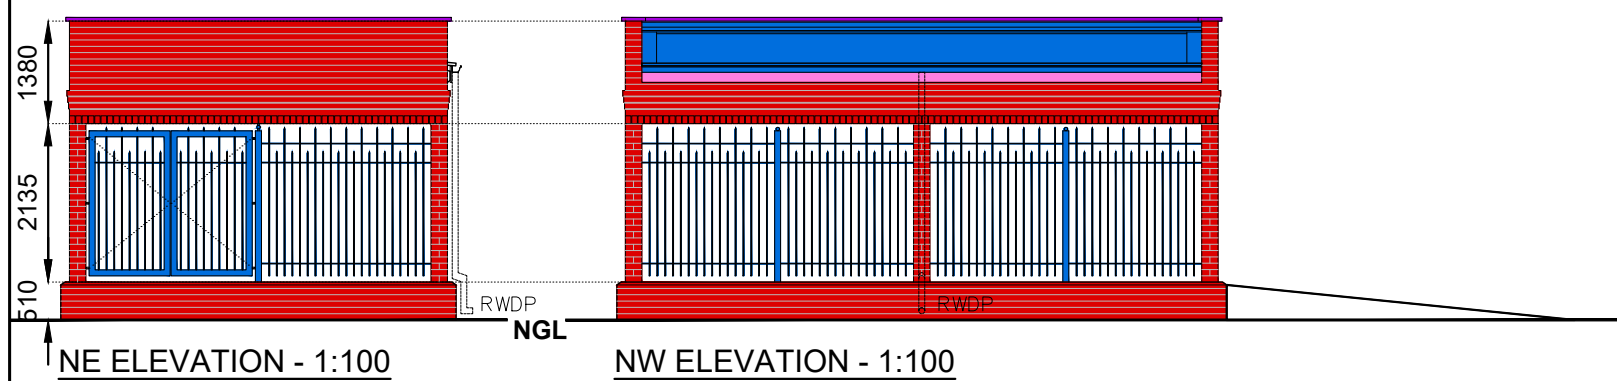 1380
2135
510
RWDP
RWDP
NGL
NE ELEVATION - 1:100
NW ELEVATION - 1:100